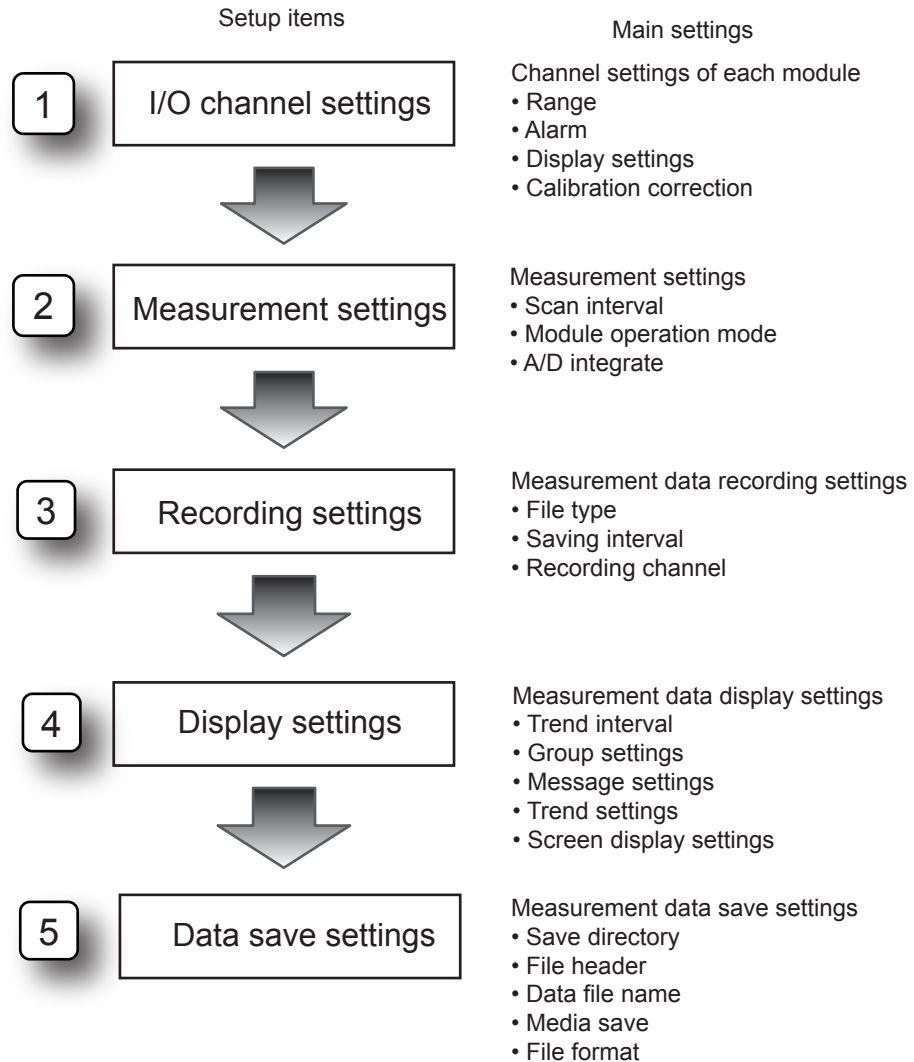 Setup items
Main settings
1
I/O channel settings
Channel settings of each module
• Range
• Alarm
• Display settings
• Calibration correction
2
Measurement settings
Measurement settings
• Scan interval
• Module operation mode
• A/D integrate
3
Recording settings
Measurement data recording settings
• File type
• Saving interval
• Recording channel
4
Display settings
Measurement data display settings
• Trend interval
• Group settings
• Message settings
• Trend settings
• Screen display settings
5
Data save settings
Measurement data save settings
• Save directory
• File header
• Data file name
• Media save
• File format